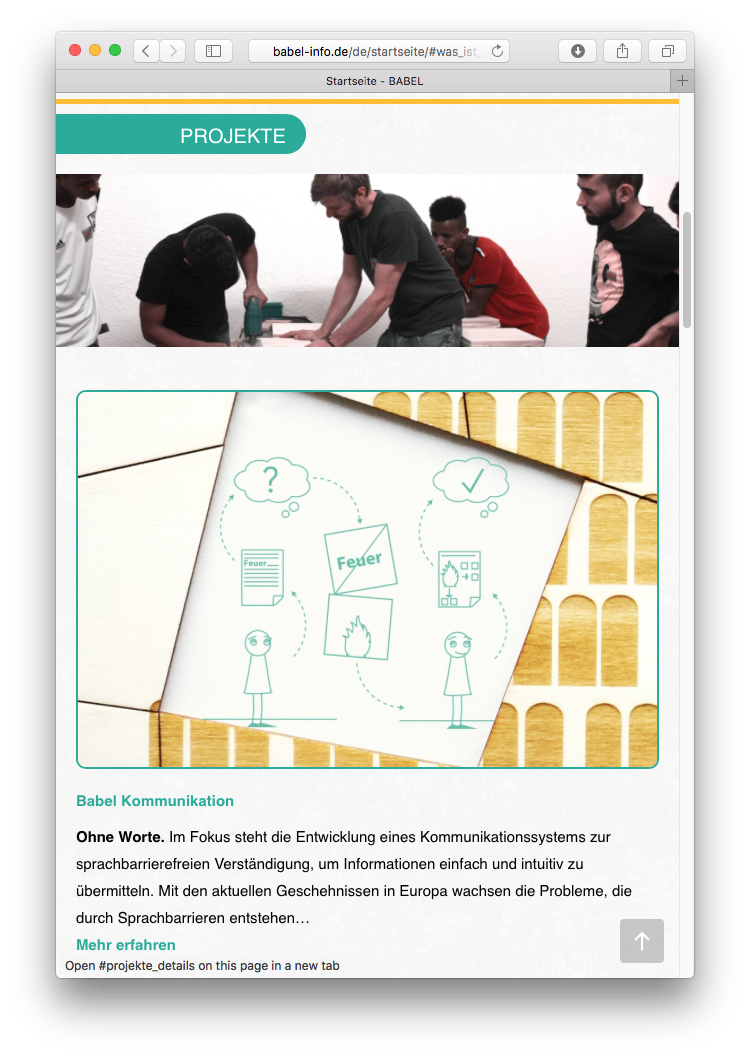 babel-info.de/de/startseite/#was_ist_
Startseite - BABEL
PROJEKTE
?
Feuer
Feuer
Babel Kommunikation
Ohne Worte. Im Fokus steht die Entwicklung eines Kommunikationssystems zur
sprachbarrierefreien Verständigung, um Informationen einfach und intuitiv zu
übermitteln. Mit den aktuellen Geschehnissen in Europa wachsen die Probleme, die
durch Sprachbarrieren entstehen…
Mehr erfahren
Open #projekte_details on this page in a new tab